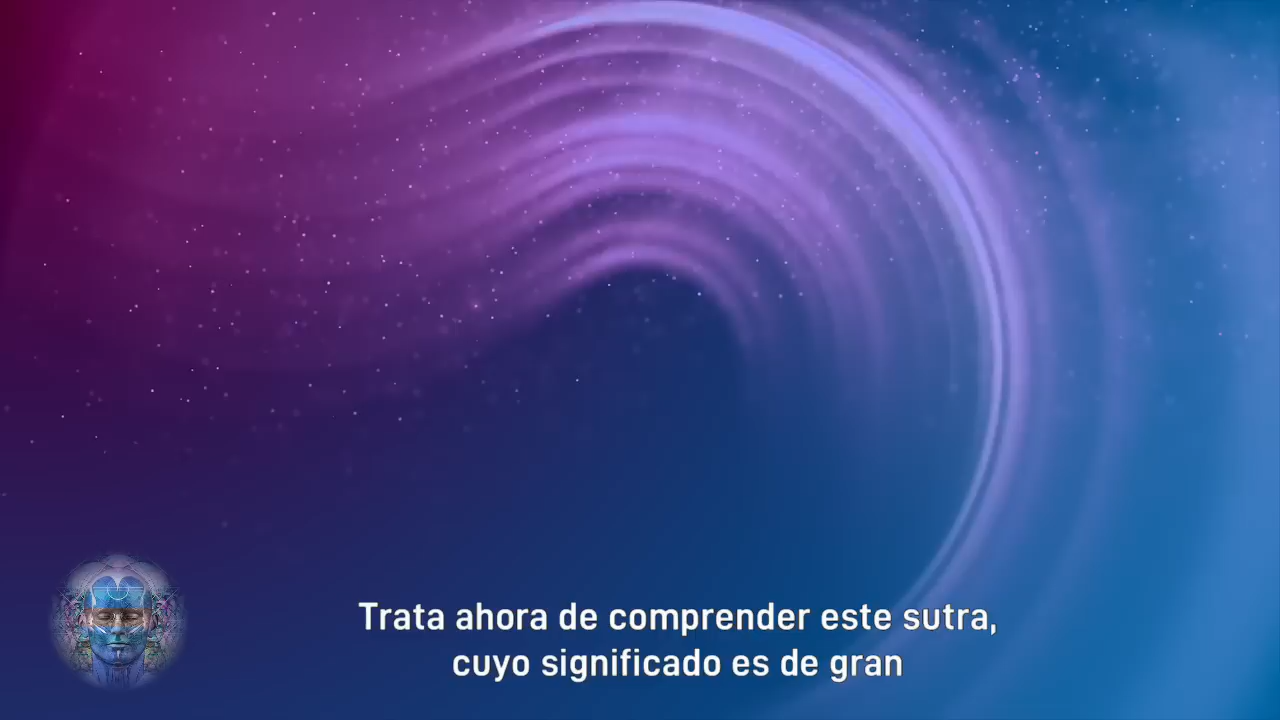 Trata ahora de comprender este sutra,
cuyo significado es de gran